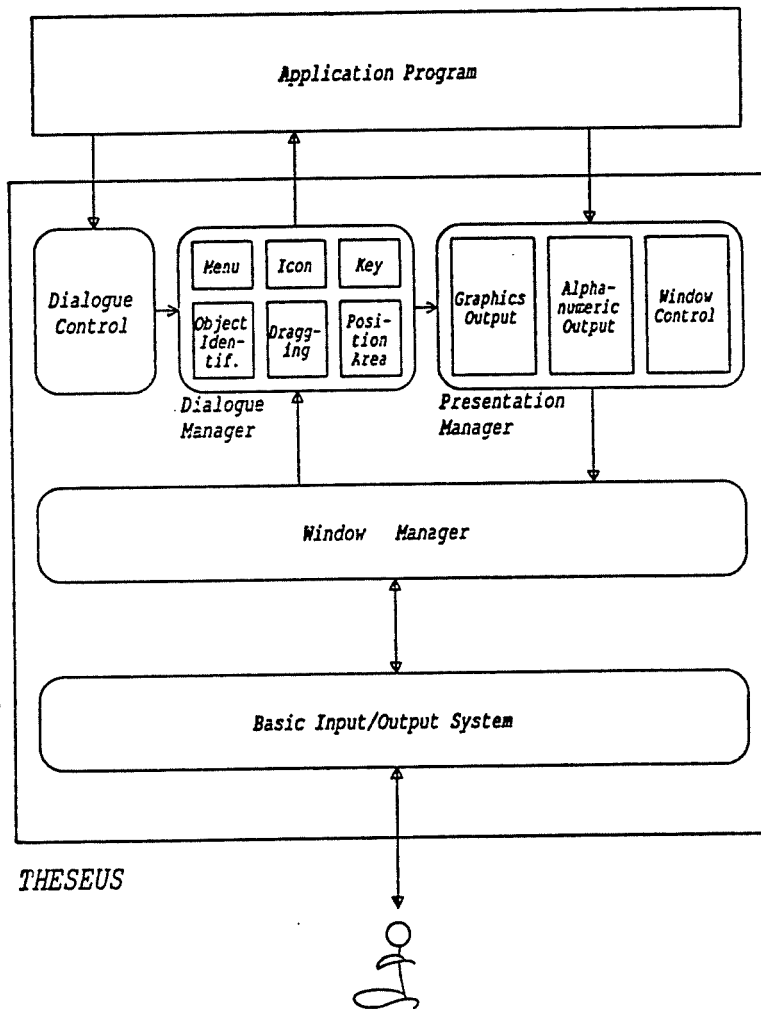 Application Program
Dialogue
Control
Menu
Icon
Key
Object
Iden-
tif.
Dragg-
ing
Posi-
tion
Area
Dialogue
Manager
Graphics
Output
Alpha-
numeric
Output
Window
Control
Presentation
Manager
Window Manager
Basic Input/Output System
THESEUS